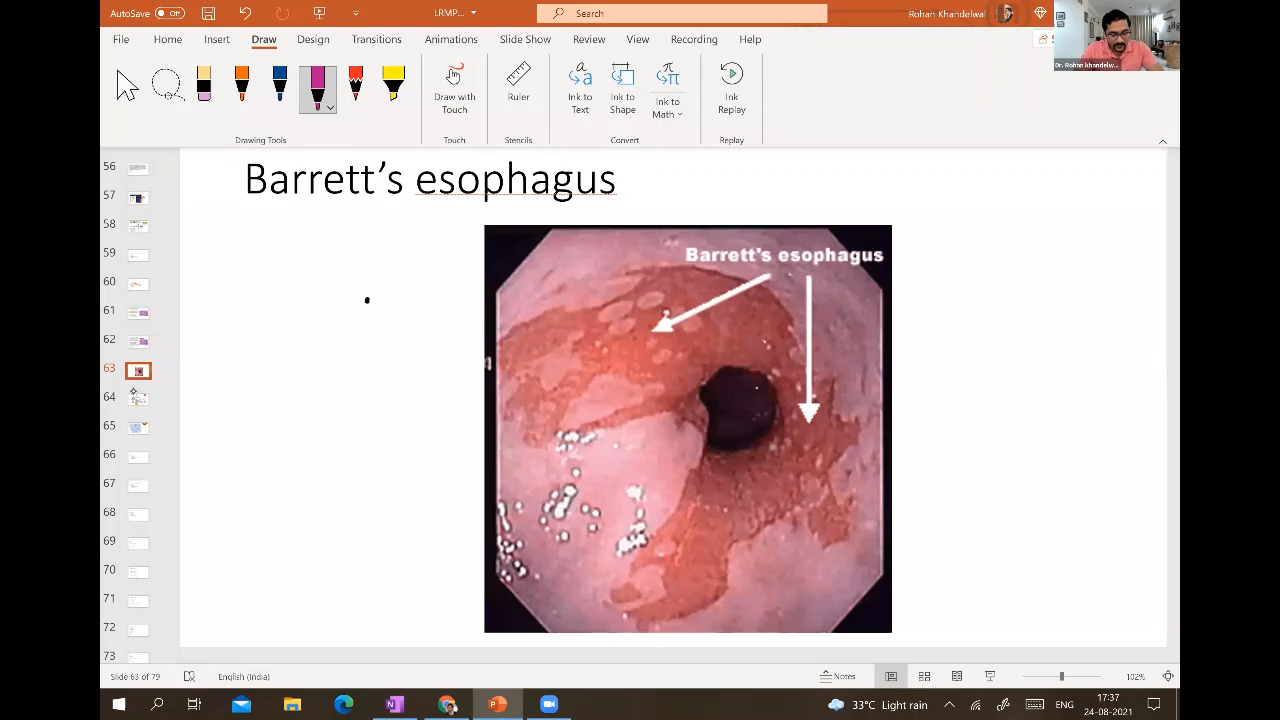 AutoSave Off LRMP... Search Rohan Khandelwal
File Home Insert Draw Design Transitions Animations Slide Show Review View Recording Help
Dr. Rohan khandelw...
Draw with Touch
Ruler
Ink to Text
Ink to Shape
Ink to Math
Ink Replay
Drawing Tools Touch Stencils Convert Replay
56
57
58
59
60
61
62
63
64
65
66
67
68
69
70
71
72
73
Barrett's esophagus
Barrett's esophagus
Slide 63 of 79 English (India) Notes 102%
33°C Light rain ENG 17:37
24-08-2021